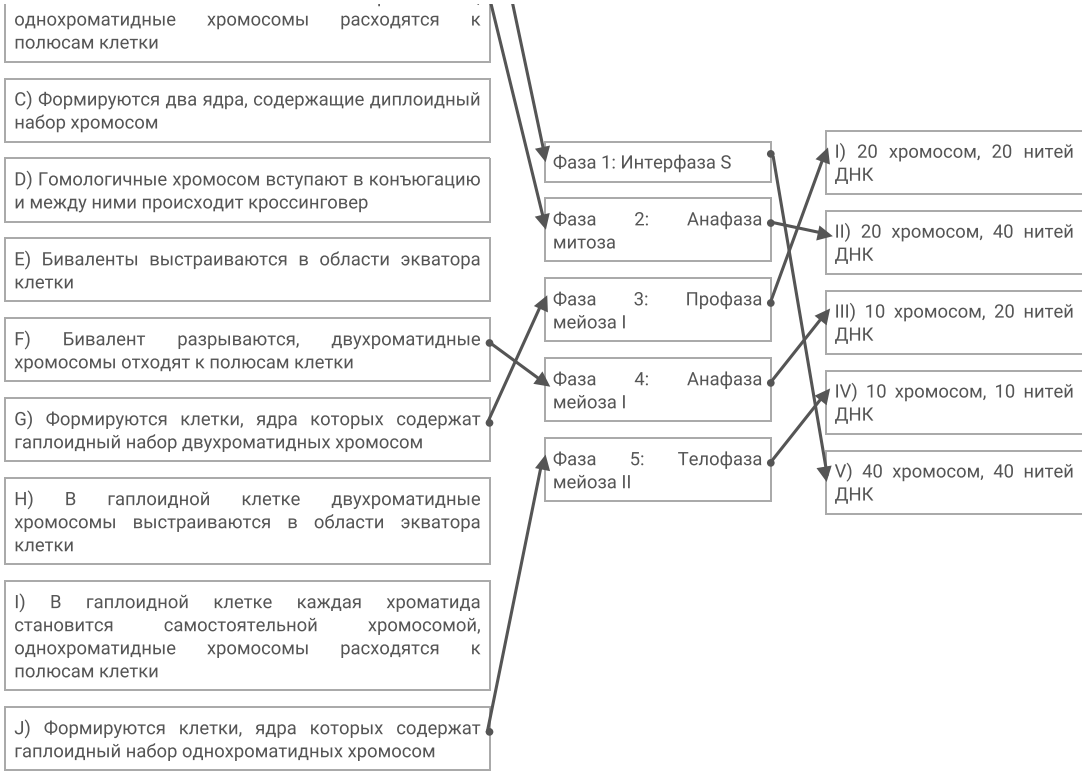 однохроматидные хромосомы расходятся к
полюсам клетки
C) Формируются два ядра, содержащие диплоидный
набор хромосом
D) Гомологичные хромосом вступают в конъюгацию
и между ними происходит кроссинговер
E) Биваленты выстраиваются в области экватора
клетки
F) Бивалент разрываются, двухроматидные
хромосомы отходят к полюсам клетки
G) Формируются клетки, ядра которых содержат
гаплоидный набор двухроматидных хромосом
H) В гаплоидной клетке двухроматидные
хромосомы выстраиваются в области экватора
клетки
I) В гаплоидной клетке каждая хроматида
становится самостоятельной хромосомой,
однохроматидные хромосомы расходятся к
полюсам клетки
J) Формируются клетки, ядра которых содержат
гаплоидный набор однохроматидных хромосом
Фаза 1: Интерфаза S
Фаза 2: Анафаза
митоза
Фаза 3: Профаза
мейоза I
Фаза 4: Анафаза
мейоза I
Фаза 5: Телофаза
мейоза II
I) 20 хромосом, 20 нитей
ДНК
II) 20 хромосом, 40 нитей
ДНК
III) 10 хромосом, 20 нитей
ДНК
IV) 10 хромосом, 10 нитей
ДНК
V) 40 хромосом, 40 нитей
ДНК